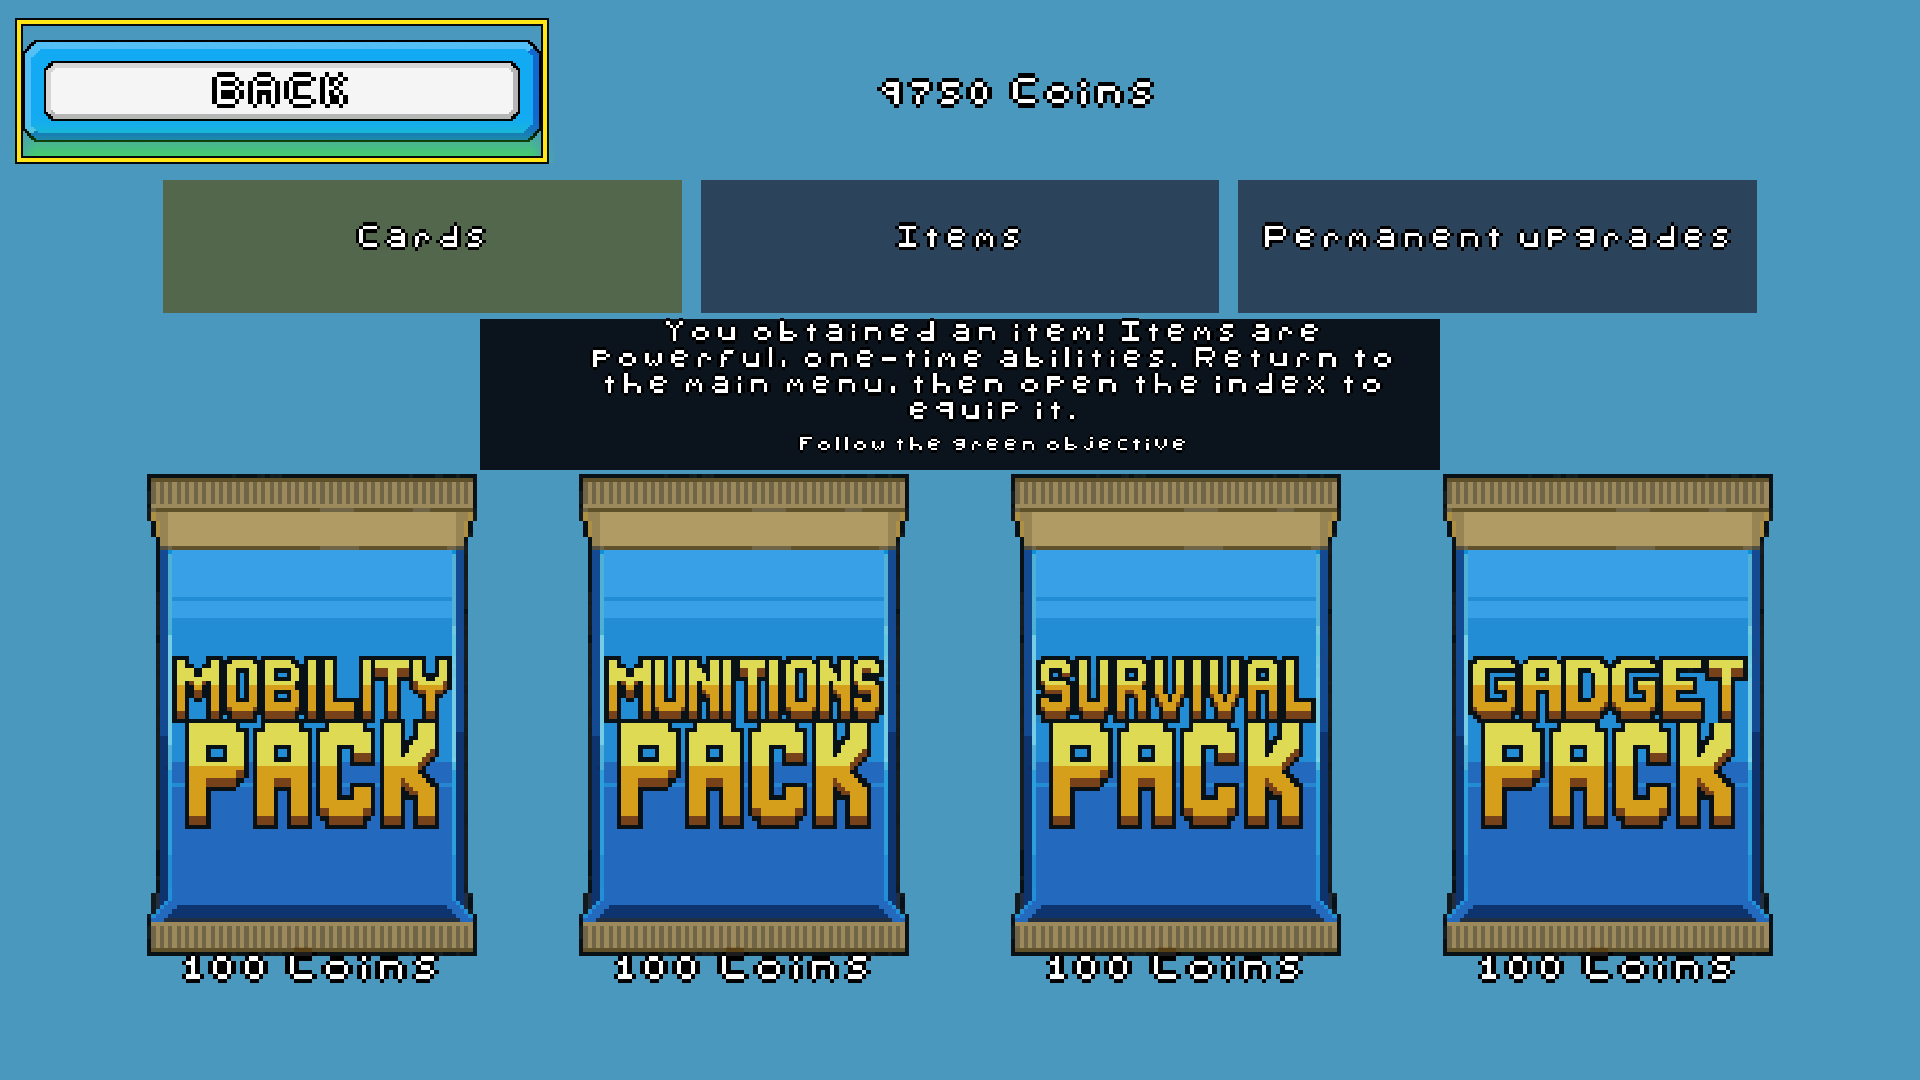 BACK
9750 Coins
Cards
Items
Permanent upgrades
You obtained an item! Items are
powerful, one-time abilities. Return to
the main menu, then open the index to
equip it.
Follow the green objective
MOBILITY
PACK
MUNITIONS
PACK
SURVIVAL
PACK
GADGET
PACK
100 Coins
100 Coins
100 Coins
100 Coins